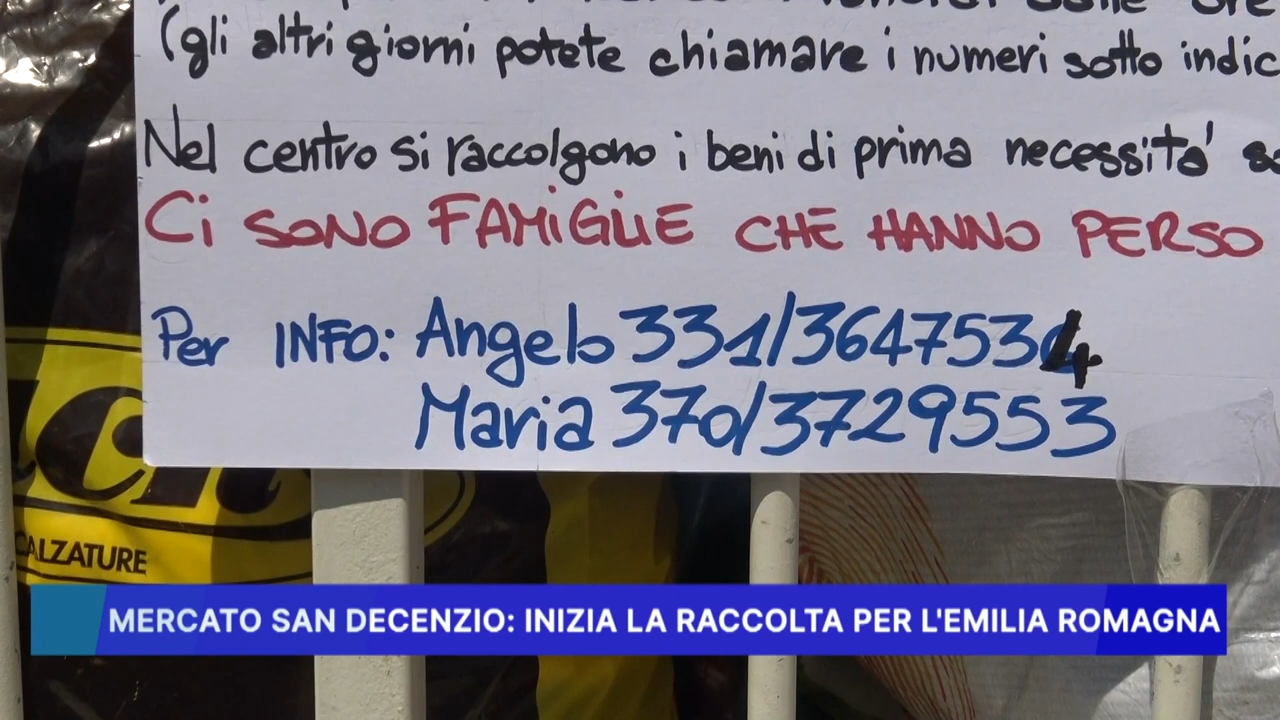 (gli altri giorni potete chiamare i numeri sotto indic
Nel centro si raccolgono i beni di prima necessita'
Ci SONO FAMiGLIE CHE HANNO PERSO
Per INFO: Angelo 331/3647534
Maria 370/3729553
CALZATURE
MERCATO SAN DECENZIO: INIZIA LA RACCOLTA PER L'EMILIA ROMAGNA